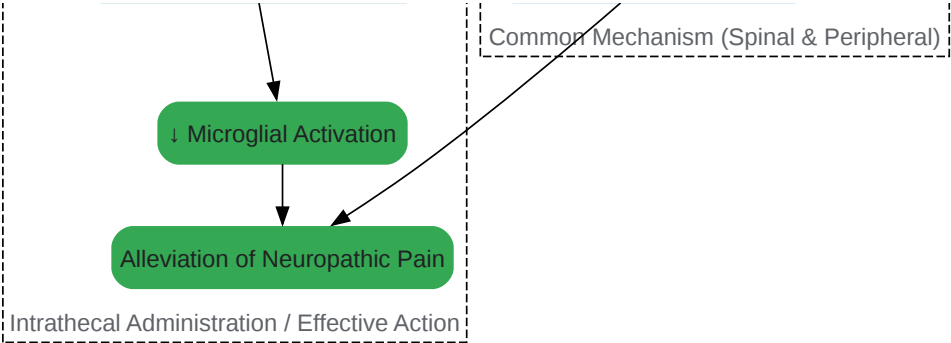 Common Mechanism (Spinal & Peripheral)
↓ Microglial Activation
Alleviation of Neuropathic Pain
Intrathecal Administration / Effective Action